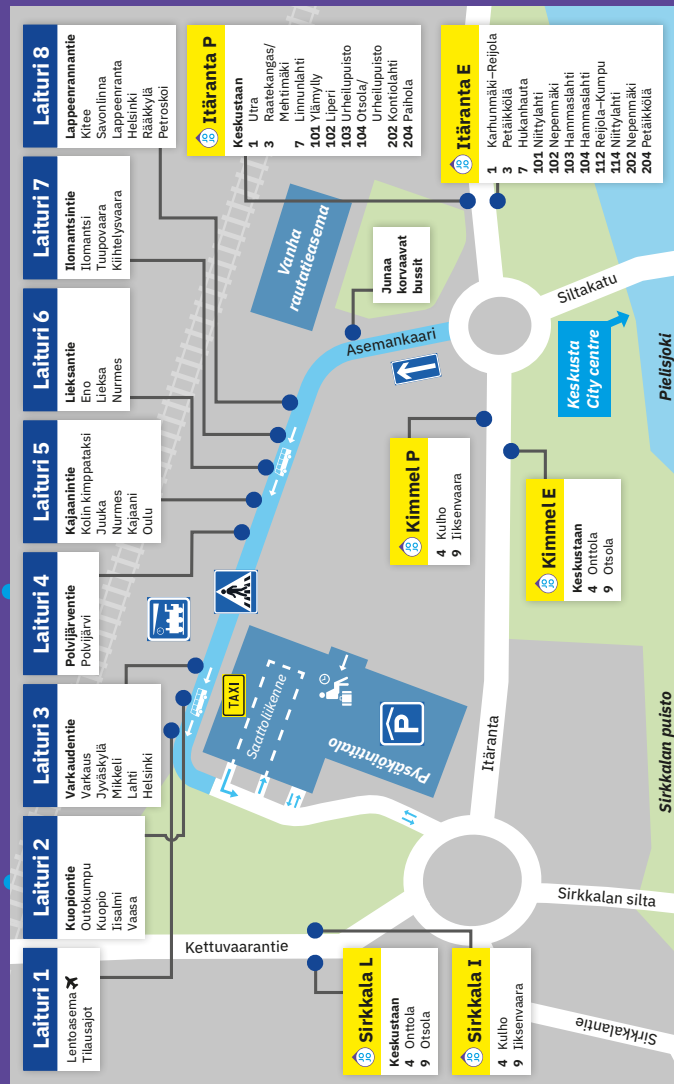 Laituri 1
Lentoasema
Tilausajot
Laituri 2
Kuopiontie
Outokumpu
Kuopio
Iisalmi
Vaasa
Laituri 3
Varkaudentie
Varkaus
Jyväskylä
Mikkeli
Lahti
Helsinki
Laituri 4
Polvijärventie
Polvijärvi
Laituri 5
Kajaanintie
Kolin kimppataksi
Juuka
Nurmes
Kajaani
Oulu
Laituri 6
Lieksantie
Eno
Lieksa
Nurmes
Laituri 7
Ilomantsintie
Ilomantsi
Tuupovaara
Kiihtelysvaara
Laituri 8
Lappeenrannantie
Kitee
Savonlinna
Lappeenranta
Helsinki
Rääkkylä
Petroskoi
JOJO Itäranta P
Keskustaan
1 Utra
3 Raatekangas/
Mehtimäki
7 Linnunlahti
101 Ylämylly
102 Liperi
103 Urheilupuisto
104 Otsola/
Urheilupuisto
202 Kontiolahti
204 Paihola
JOJO Itäranta E
1 Karhunmäki–Reijola
3 Petäikkölä
7 Hukanhauta
101 Niittylahti
102 Nepenmäki
103 Hammaslahti
104 Hammaslahti
112 Reijola–Kumpu
114 Niittylahti
202 Nepenmäki
204 Petäikkölä
Vanha
rautatieasema
Junaa
korvaavat
bussit
Asemankaari
Siltakatu
Keskusta
City centre
Pielisjoki
JOJO Kimmel P
4 Kulho
9 Iiksenvaara
JOJO Kimmel E
Keskustaan
4 Onttola
9 Otsola
TAXI
Saattoliikenne
P
Pysäköintitalo
Itäranta
Sirkkalan puisto
Kettuvaarantie
Sirkkalan silta
Sirkkalantie
JOJO Sirkkala L
Keskustaan
4 Onttola
9 Otsola
JOJO Sirkkala I
4 Kulho
9 Iiksenvaara